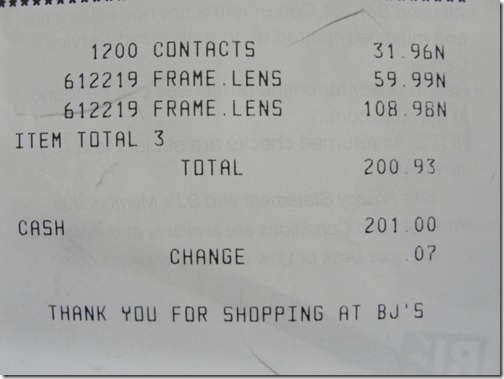 1200 CONTACTS 31.96N
612219 FRAME.LENS 59.99N
612219 FRAME.LENS 108.98N
ITEM TOTAL 3
TOTAL 200.93
CASH 201.00
CHANGE .07
THANK YOU FOR SHOPPING AT BJ'S